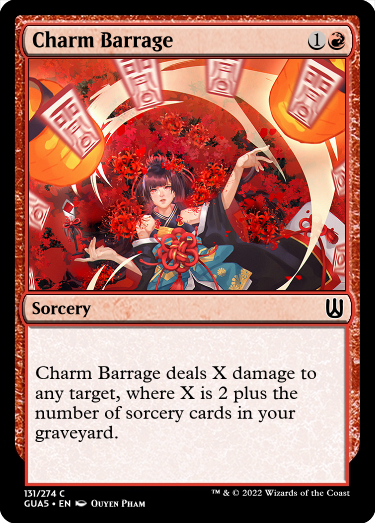 Charm Barrage 1
Sorcery
Charm Barrage deals X damage to
any target, where X is 2 plus the
number of sorcery cards in your
graveyard.
131/274 C
GUA5 • EN Ouyen Pham
™ & © 2022 Wizards of the Coast